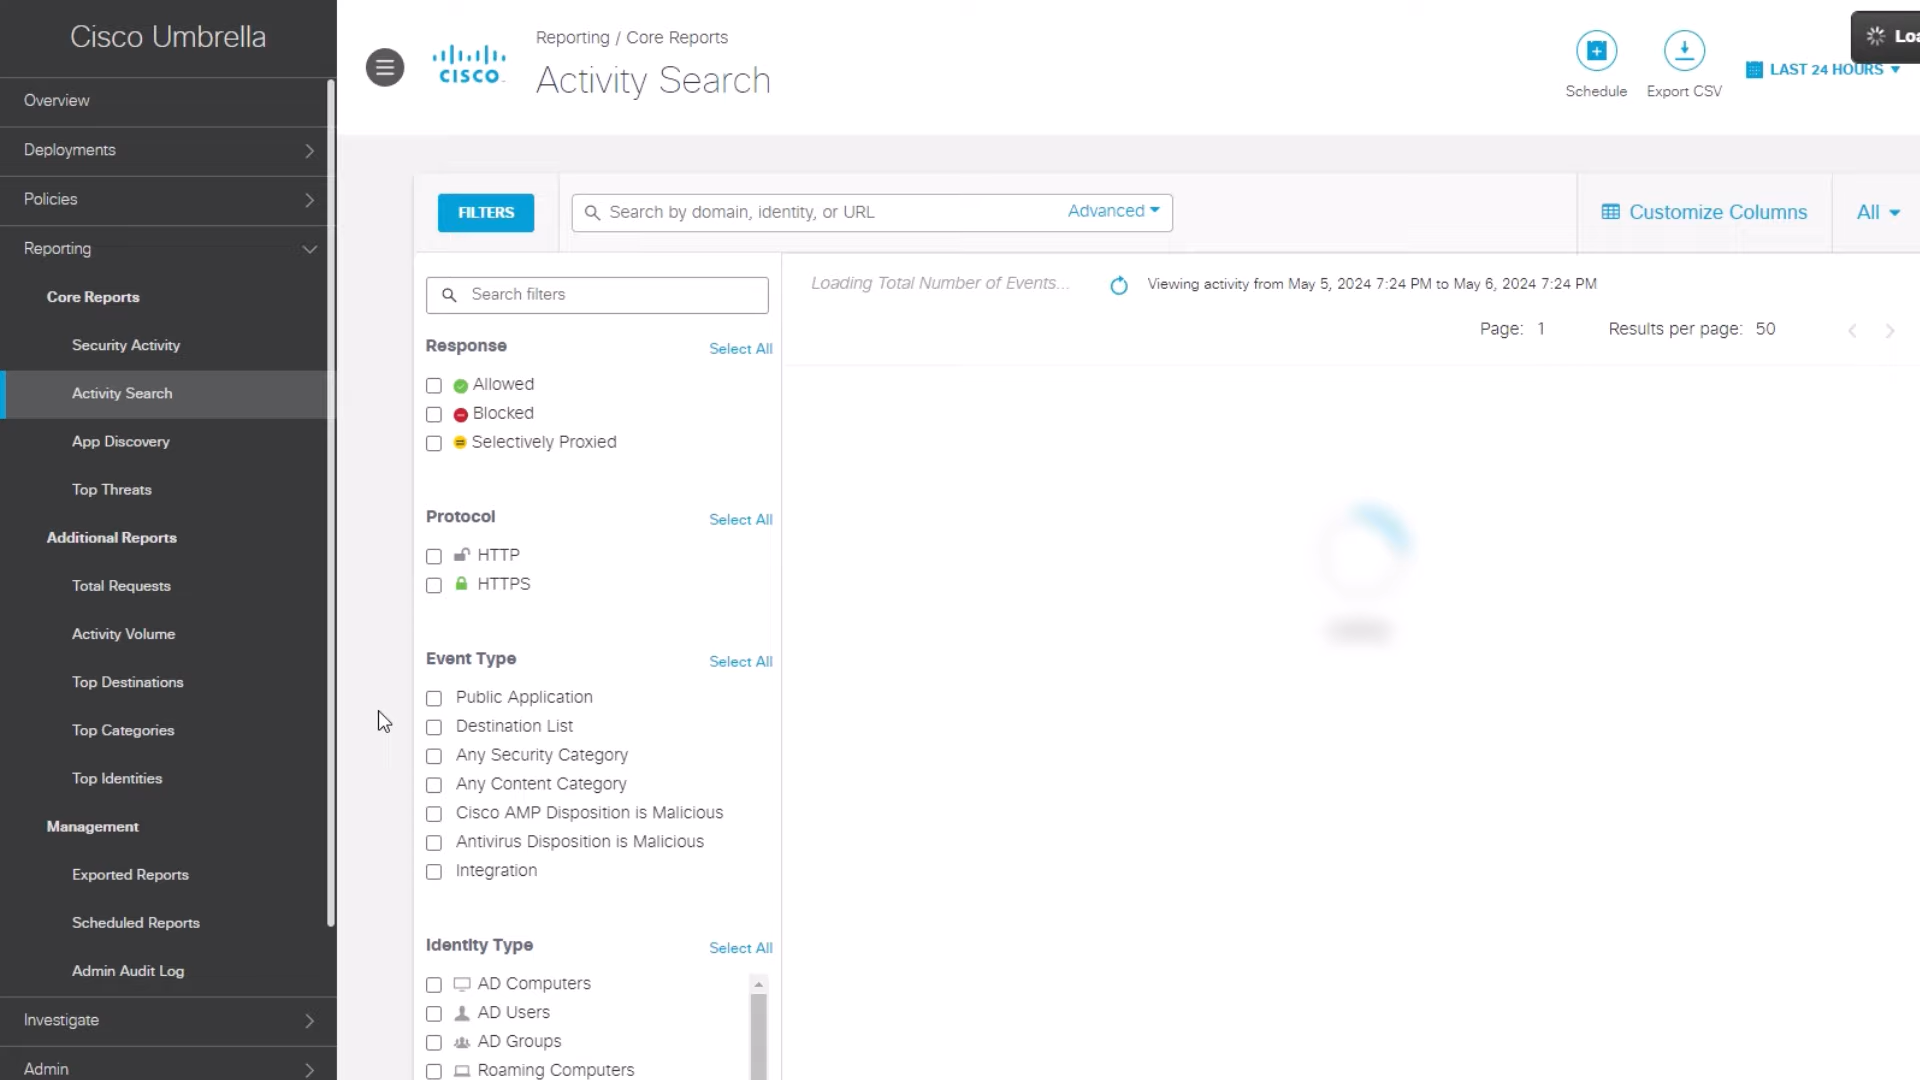 Cisco Umbrella
Overview
Deployments
Policies
Reporting
Core Reports
Security Activity
Activity Search
App Discovery
Top Threats
Additional Reports
Total Requests
Activity Volume
Top Destinations
Top Categories
Top Identities
Management
Exported Reports
Scheduled Reports
Admin Audit Log
Investigate
Admin
CISCO
Reporting / Core Reports
Activity Search
Schedule
Export CSV
LAST 24 HOURS
FILTERS
Search by domain, identity, or URL
Advanced
Customize Columns
All
Search filters
Response
Select All
Allowed
Blocked
Selectively Proxied
Protocol
Select All
HTTP
HTTPS
Event Type
Select All
Public Application
Destination List
Any Security Category
Any Content Category
Cisco AMP Disposition is Malicious
Antivirus Disposition is Malicious
Integration
Identity Type
Select All
AD Computers
AD Users
AD Groups
Roaming Computers
Loading Total Number of Events...
Viewing activity from May 5, 2024 7:24 PM to May 6, 2024 7:24 PM
Page: 1
Results per page: 50